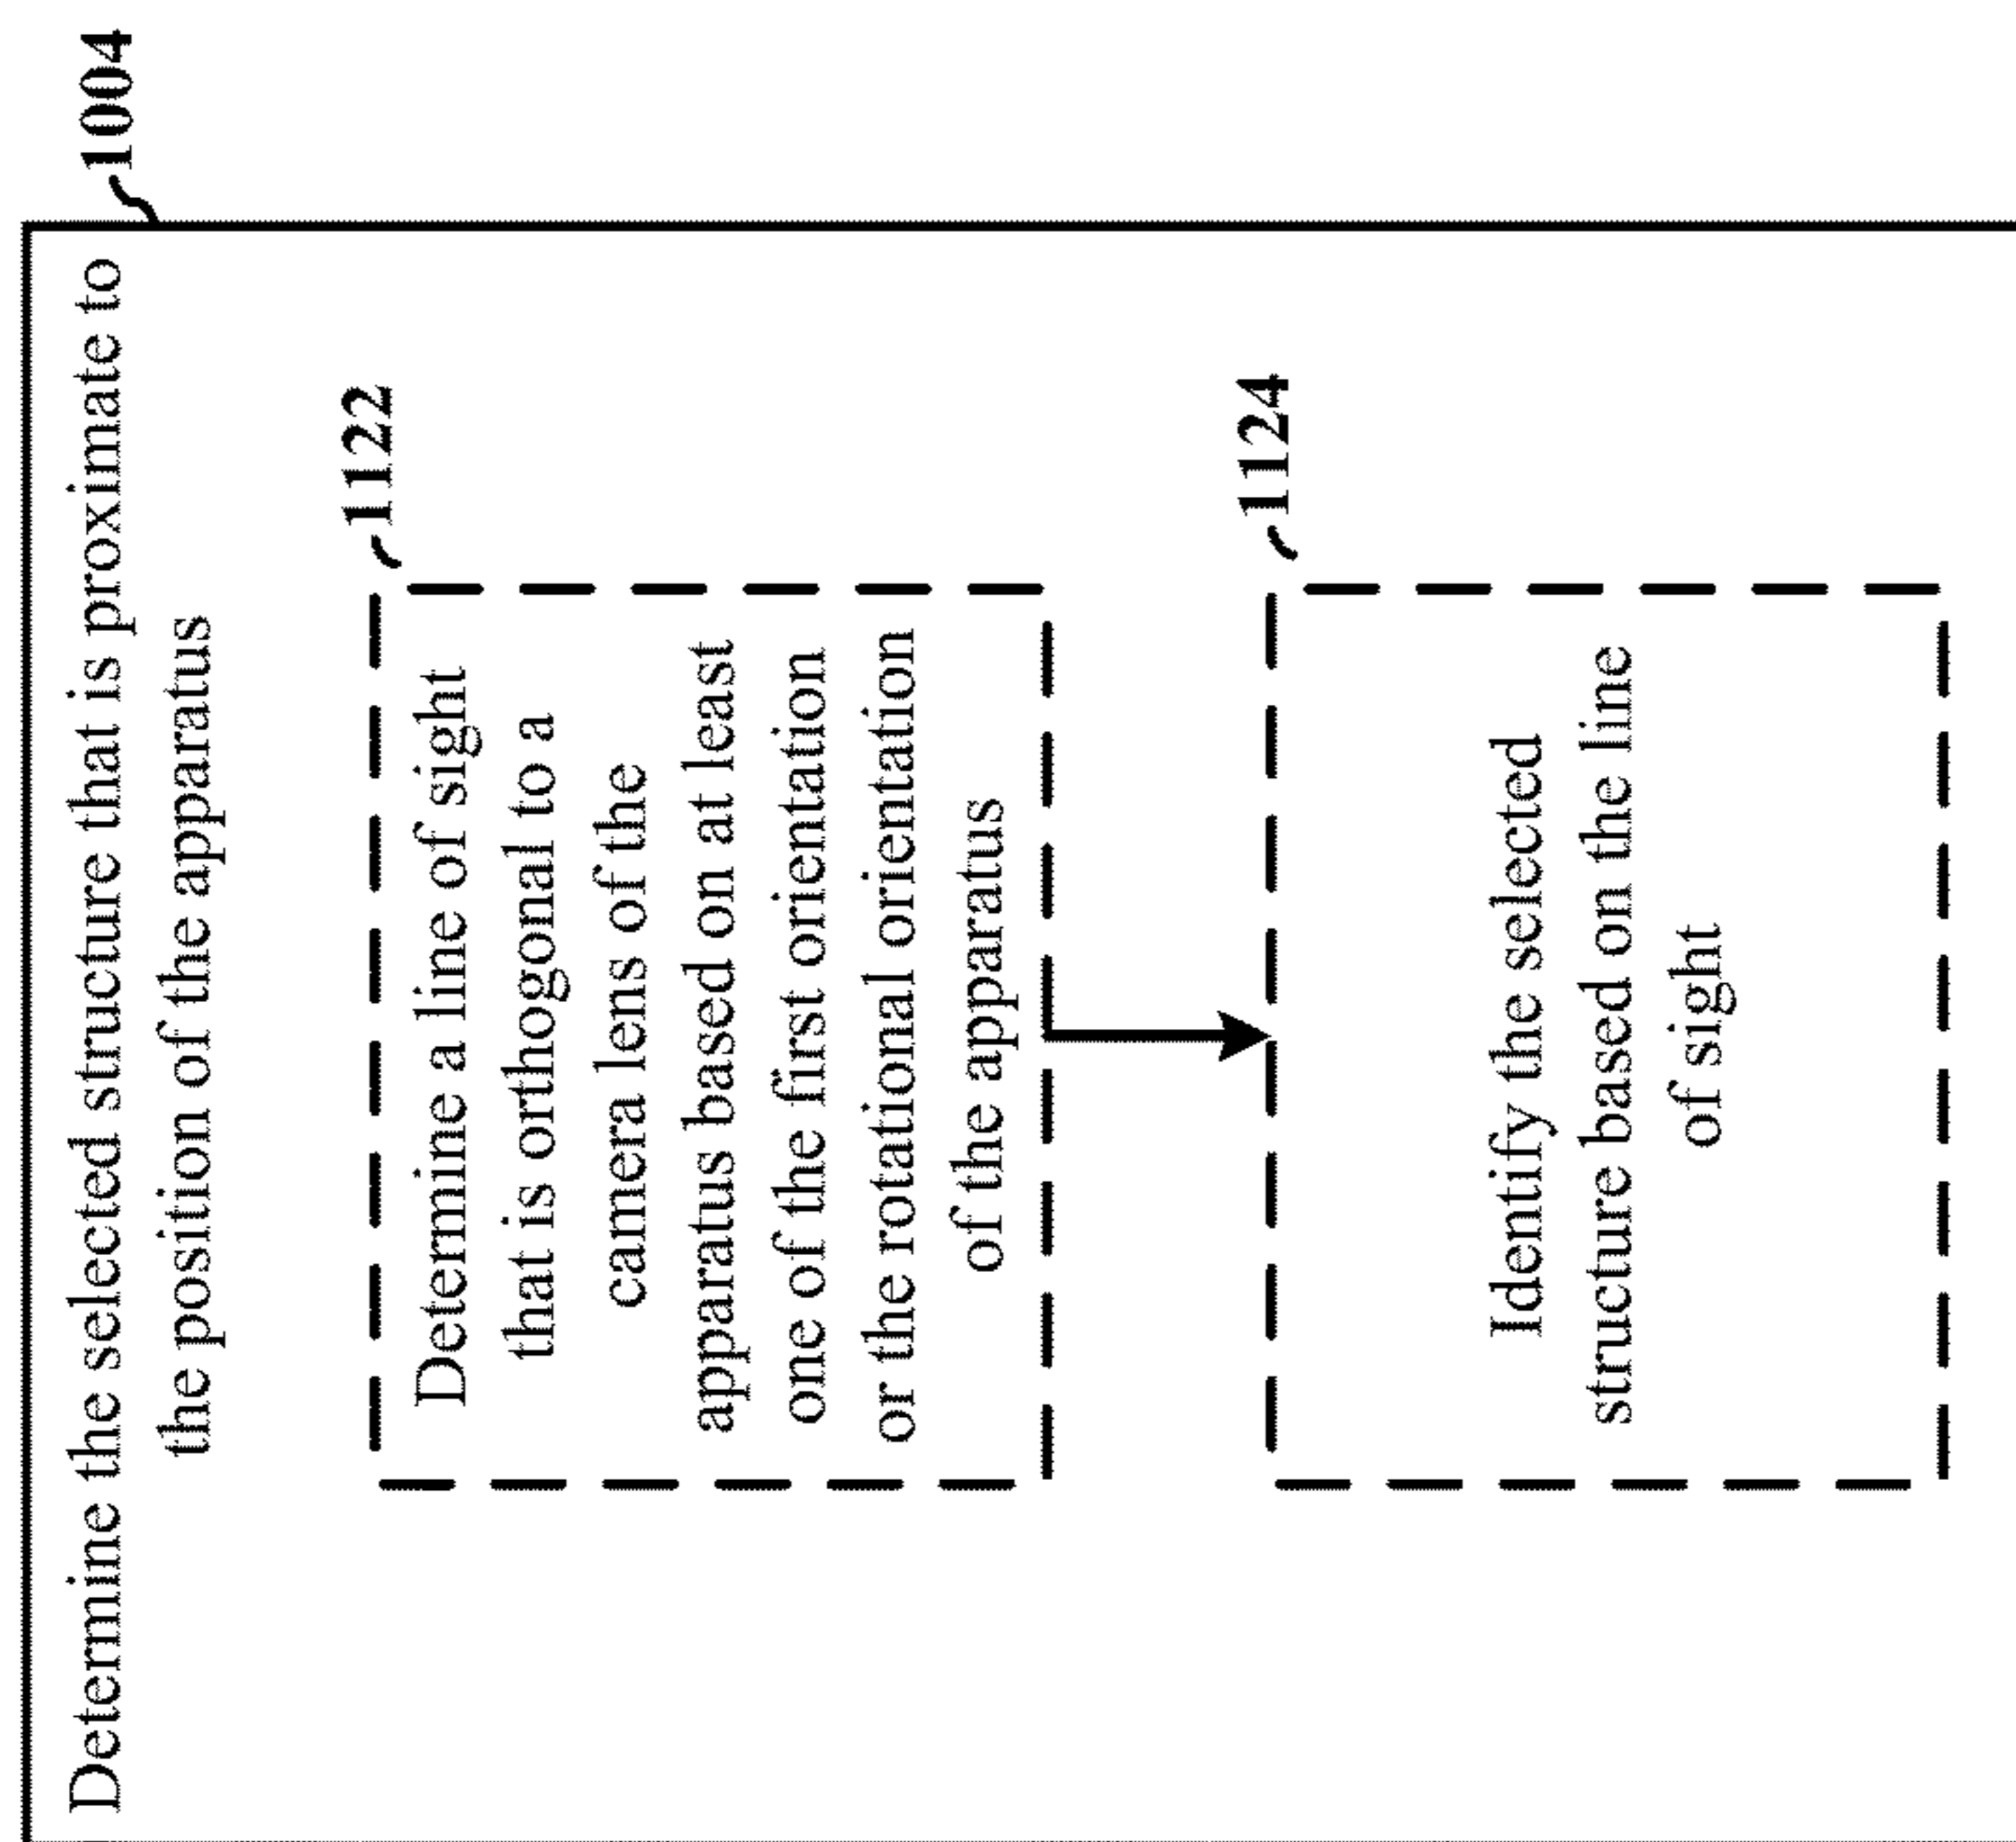 1004
Determine the selected structure that is proximate to
the position of the apparatus
1122
Determine a line of sight
that is orthogonal to a
camera lens of the
apparatus based on at least
one of the first orientation
or the rotational orientation
of the apparatus
1124
Identify the selected
structure based on the line
of sight